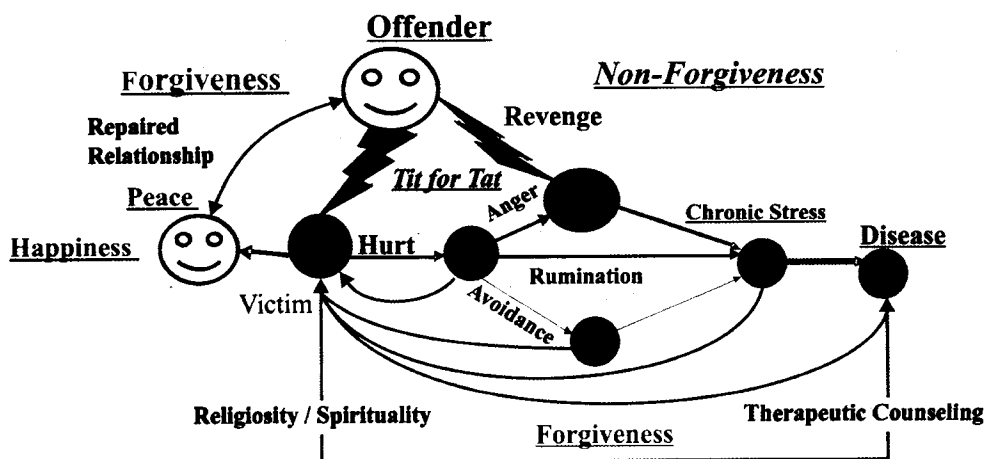 Offender
Forgiveness
Non-Forgiveness
Revenge
Repaired
Relationship
Tit for Tat
Peace
Anger
Chronic Stress
Happiness
Hurt
Disease
Rumination
Victim
Avoidance
Religiosity / Spirituality
Therapeutic Counseling
Forgiveness